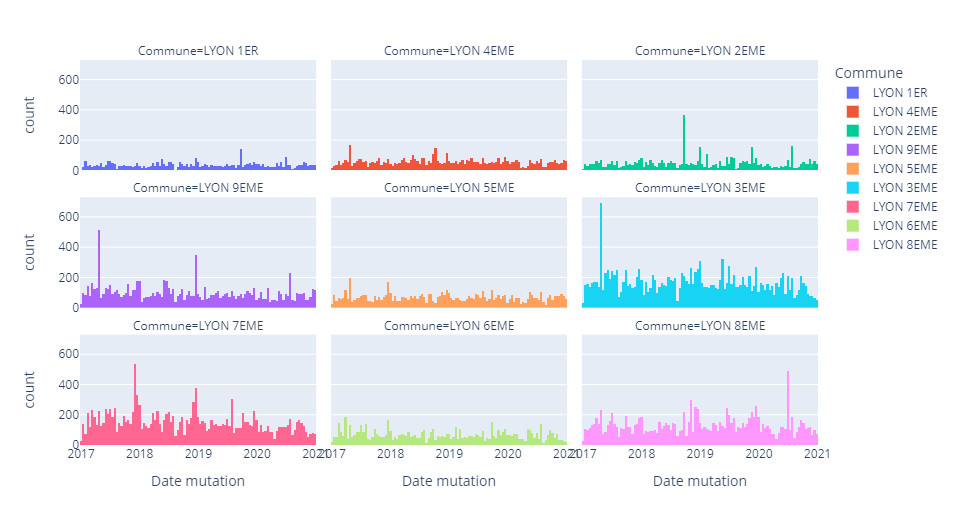 Commune=LYON 1ER
Commune=LYON 4EME
Commune=LYON 2EME
600
400
200
0
count
Commune=LYON 9EME
Commune=LYON 5EME
Commune=LYON 3EME
600
400
200
0
count
Commune=LYON 7EME
Commune=LYON 6EME
Commune=LYON 8EME
600
400
200
0
count
2017 2018 2019 2020 2021
2017 2018 2019 2020 2021
2017 2018 2019 2020 2021
Date mutation
Date mutation
Date mutation
Commune
LYON 1ER
LYON 4EME
LYON 2EME
LYON 9EME
LYON 5EME
LYON 3EME
LYON 7EME
LYON 6EME
LYON 8EME